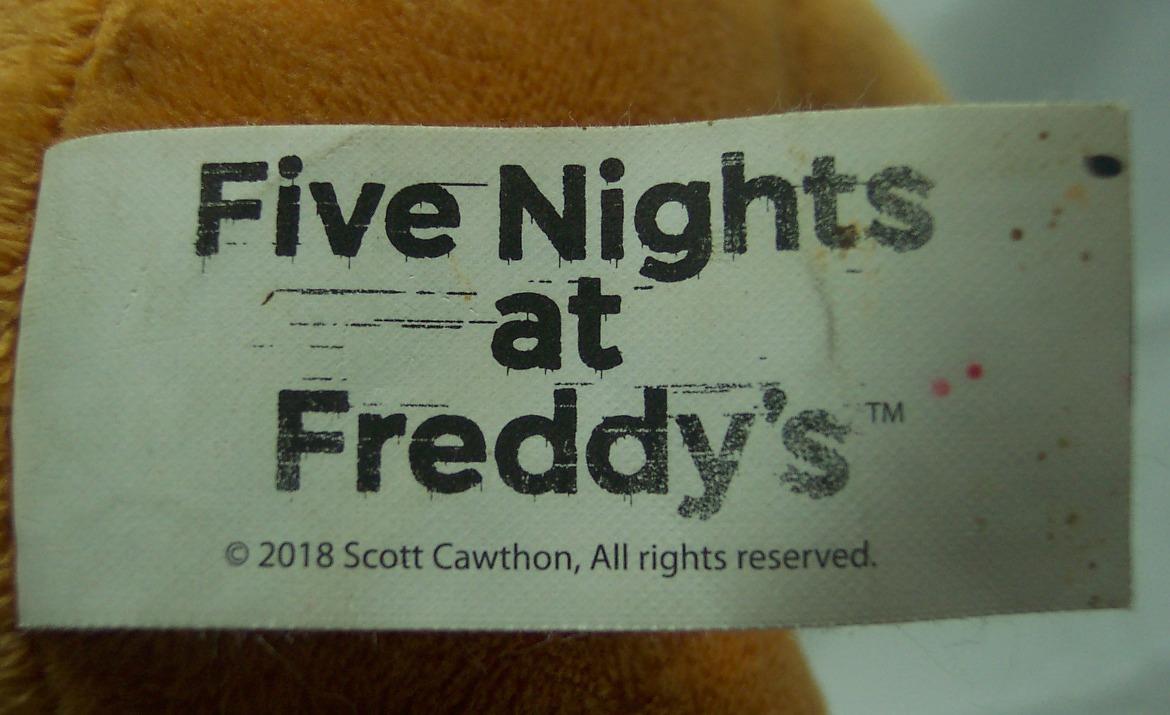 Five Nights
at
Freddy's™
© 2018 Scott Cawthon, All rights reserved.